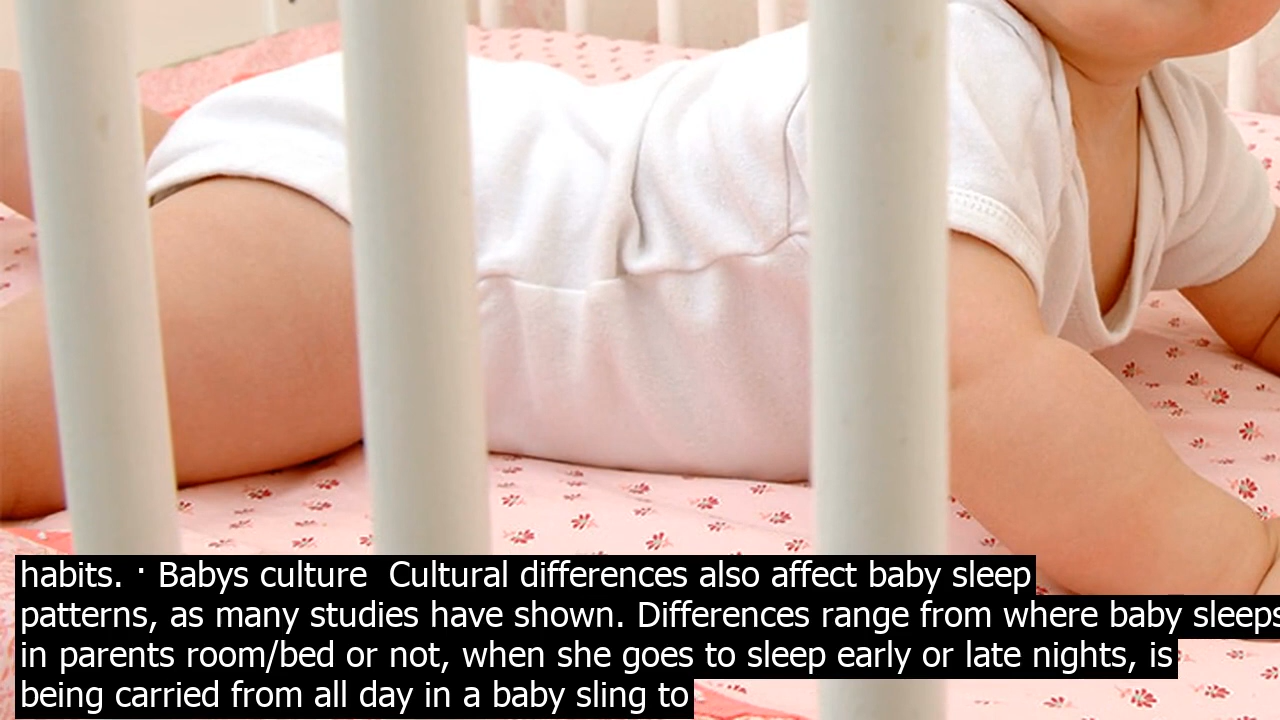 habits. · Babys culture  Cultural differences also affect baby sleep
patterns, as many studies have shown. Differences range from where baby sleeps
in parents room/bed or not, when she goes to sleep early or late nights, is
being carried from all day in a baby sling to